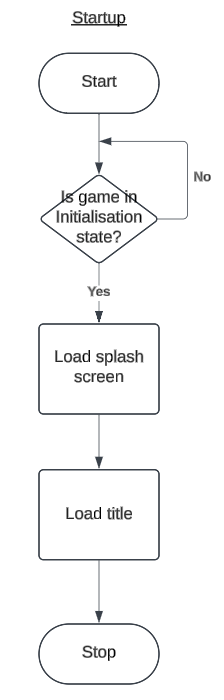 Startup
Start
Is game in
Initialisation
state?
No
Yes
Load splash
screen
Load title
Stop